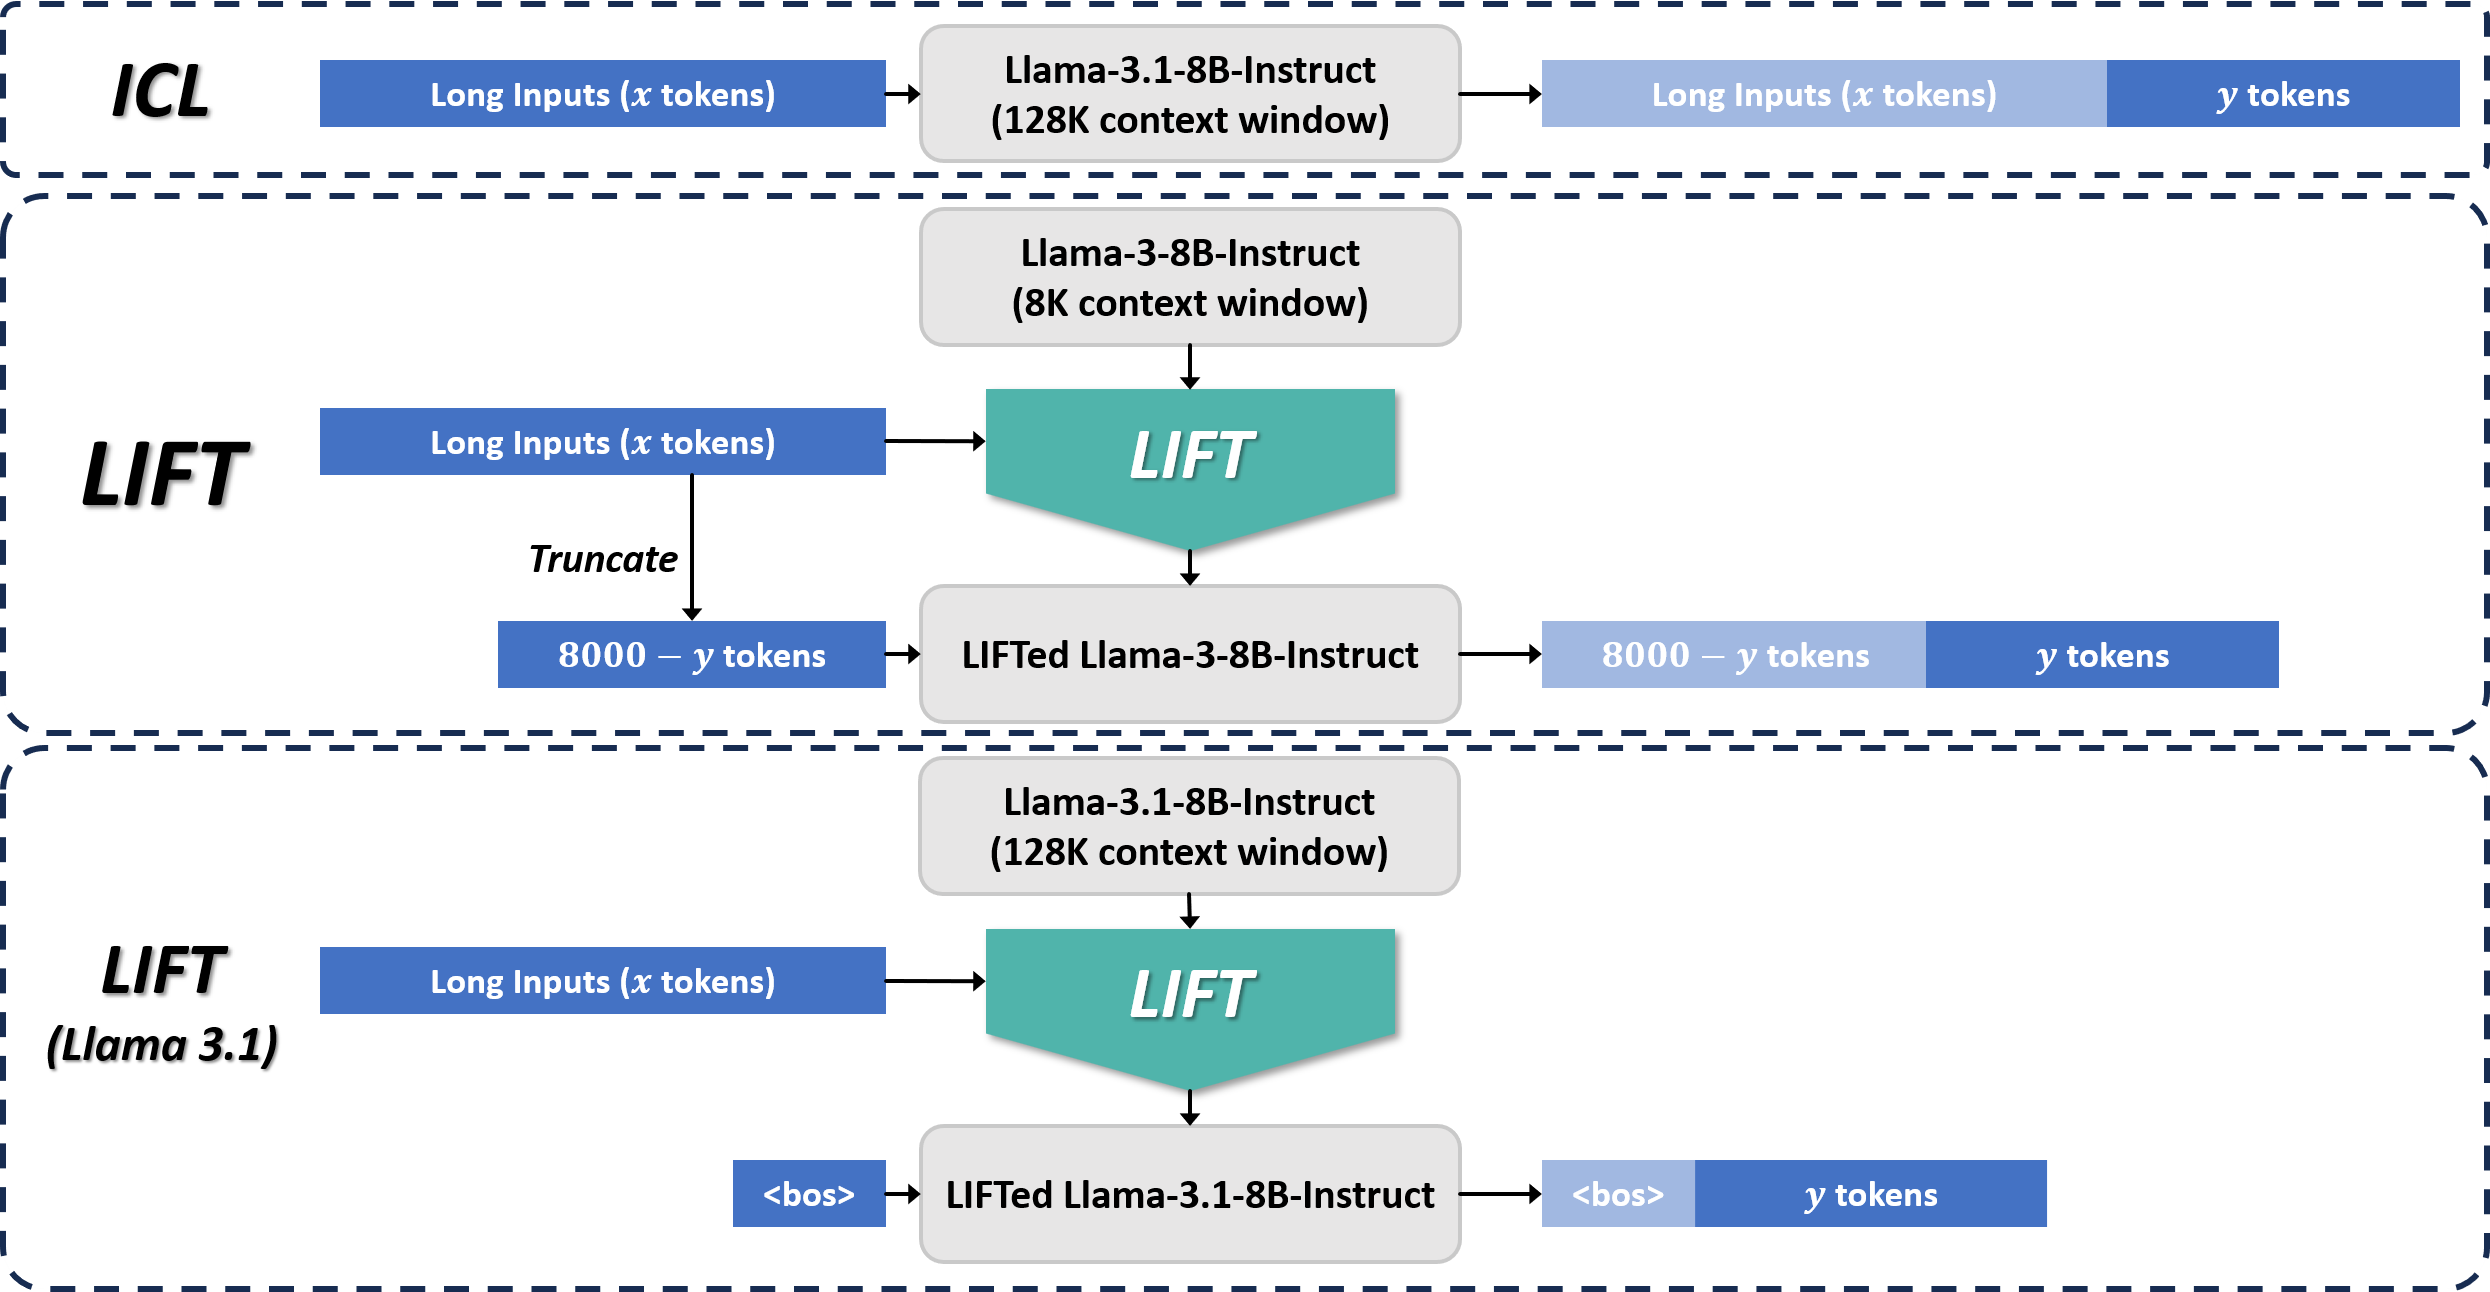 ICL
Long Inputs (x tokens)
Llama-3.1-8B-Instruct
(128K context window)
Long Inputs (x tokens)
y tokens
LIFT
Llama-3-8B-Instruct
(8K context window)
Long Inputs (x tokens)
LIFT
Truncate
8000 − y tokens
LIFTed Llama-3-8B-Instruct
8000 − y tokens
y tokens
LIFT
(Llama 3.1)
Llama-3.1-8B-Instruct
(128K context window)
Long Inputs (x tokens)
LIFT
<bos>
LIFTed Llama-3.1-8B-Instruct
<bos>
y tokens